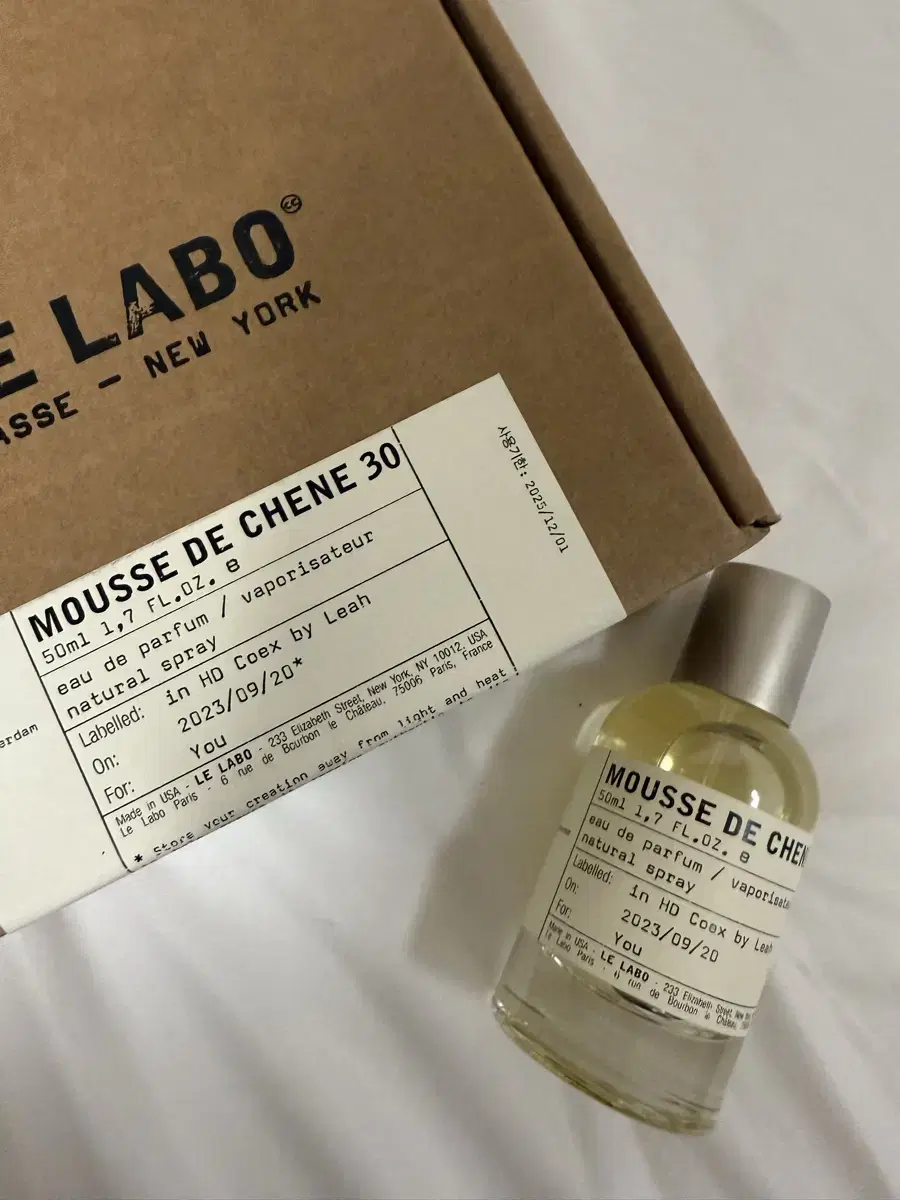 LE LABO
GRASSE – NEW YORK
MOUSSE DE CHENE 30
50ml 1,7 FL.OZ. e
eau de parfum / vaporisateur
natural spray
Labelled: in HD Coex by Leah
On: 2023/09/20*
For: You
Made in USA - LE LABO - 233 Elizabeth Street, New York, NY 10012, USA
Le Labo Paris - 6 rue de Bourbon le Château, 75006 Paris, France
* Store your creation away from light and heat
사용기한: 2025/12/01
erdam
MOUSSE DE CHEN
50ml 1,7 FL.OZ. e
eau de parfum / vaporisate
natural spray
Labelled: in HD Coex by Leah
On: 2023/09/20
For: You
Made in USA - LE LABO - 233 Elizabeth Street, New
Le Labo Paris - 6 rue de Bourbon le Château,